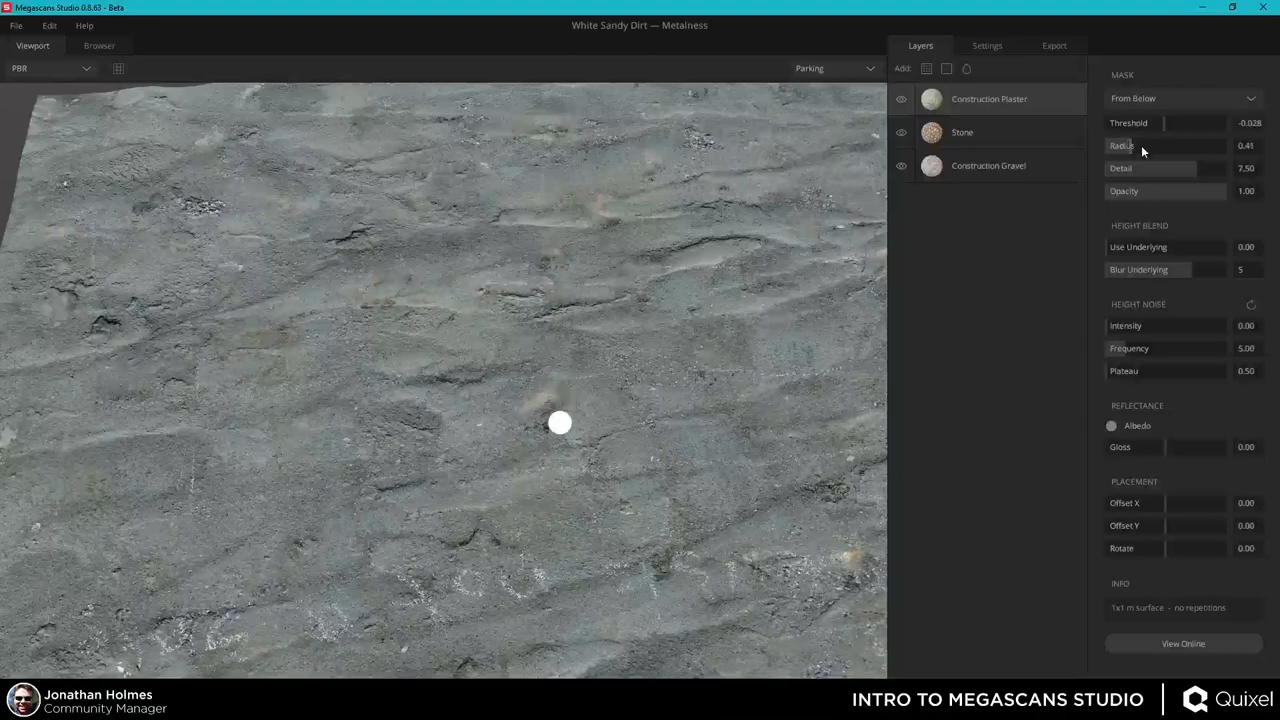 Megascans Studio 0.8.63 - Beta
File Edit Help
White Sandy Dirt — Metalness
Viewport Browser
Layers Settings Export
PBR
Parking
Add:
Construction Plaster
Stone
Construction Gravel
MASK
From Below
Threshold -0.028
Radius 0.41
Detail 7.50
Opacity 1.00
HEIGHT BLEND
Use Underlying 0.00
Blur Underlying 5
HEIGHT NOISE
Intensity 0.00
Frequency 5.00
Plateau 0.50
REFLECTANCE
Albedo
Gloss 0.00
PLACEMENT
Offset X 0.00
Offset Y 0.00
Rotate 0.00
INFO
1x1 m surface - no repetitions
View Online
Jonathan Holmes
Community Manager
INTRO TO MEGASCANS STUDIO
Quixel